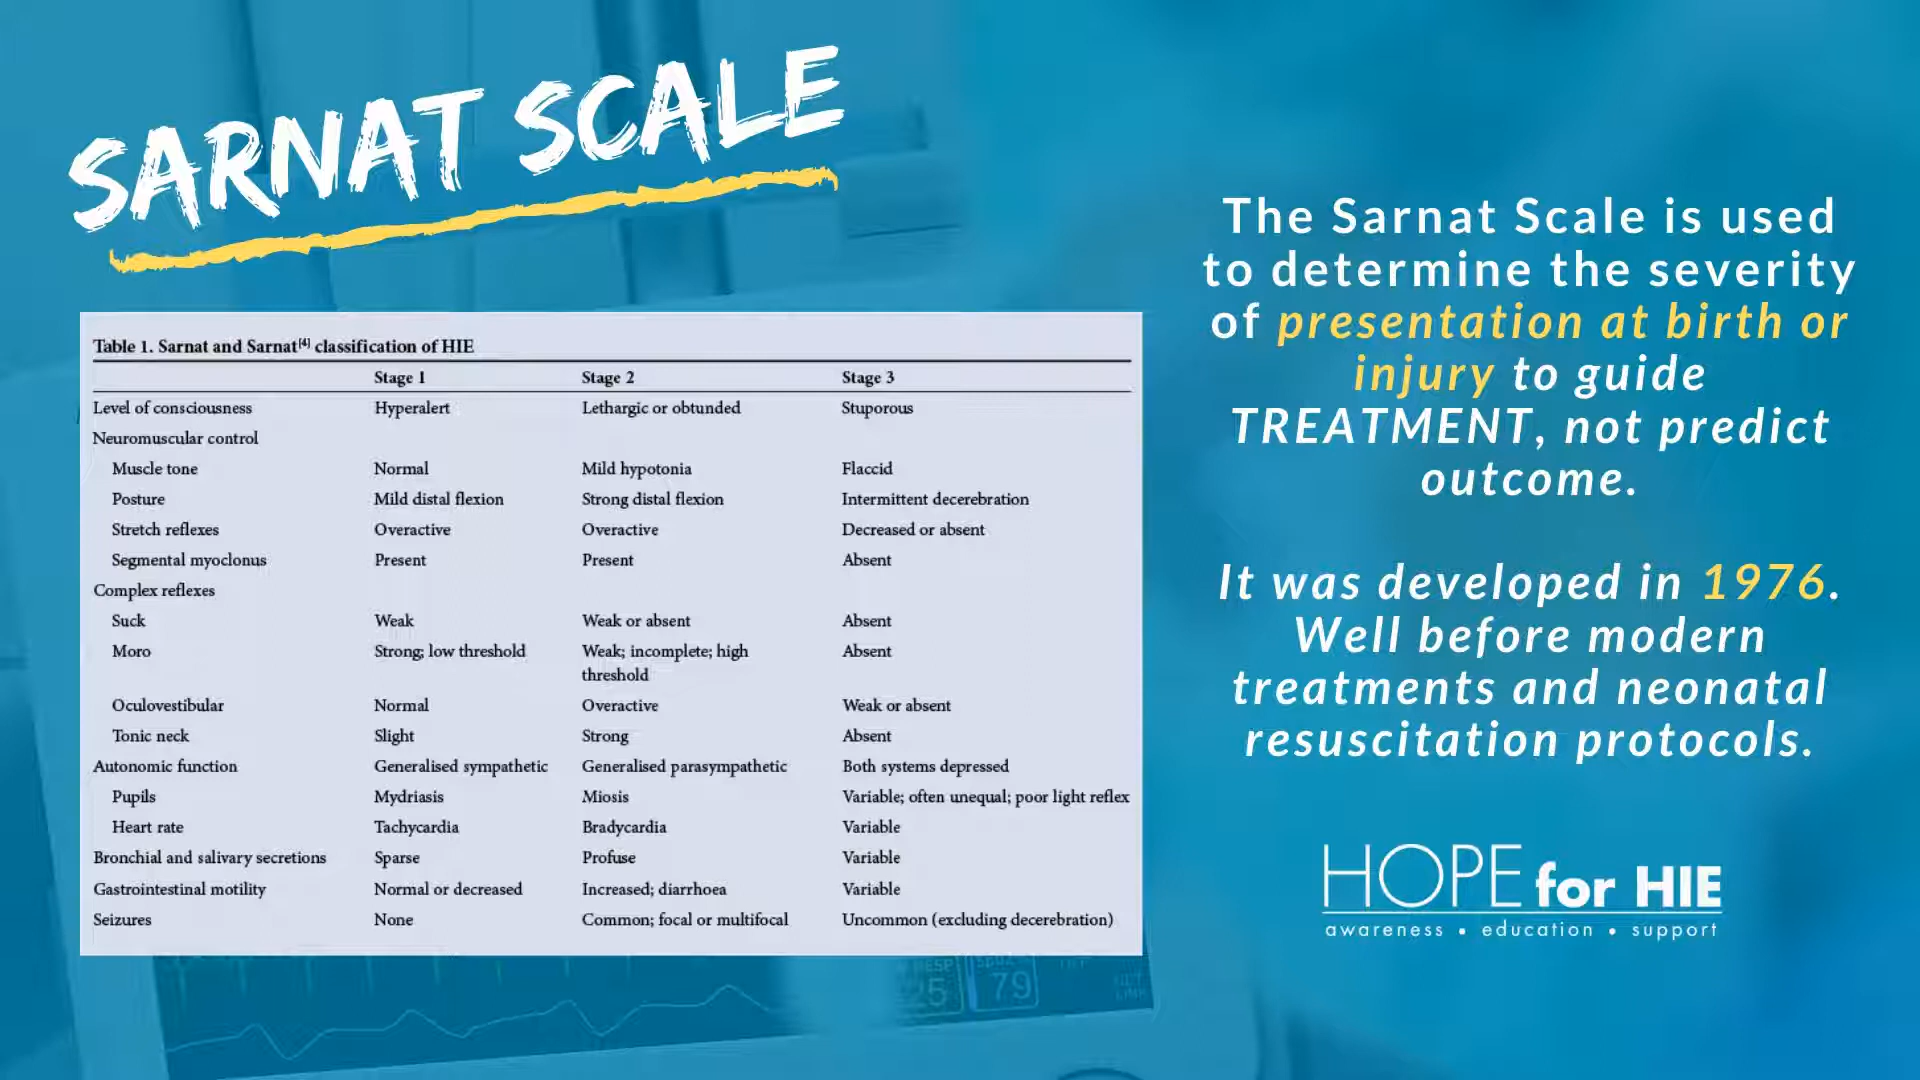 SARNAT SCALE
Table 1. Sarnat and Sarnat[4] classification of HIE
Stage 1 Stage 2 Stage 3
Level of consciousness Hyperalert Lethargic or obtunded Stuporous
Neuromuscular control
Muscle tone Normal Mild hypotonia Flaccid
Posture Mild distal flexion Strong distal flexion Intermittent decerebration
Stretch reflexes Overactive Overactive Decreased or absent
Segmental myoclonus Present Present Absent
Complex reflexes
Suck Weak Weak or absent Absent
Moro Strong; low threshold Weak; incomplete; high Absent
threshold
Oculovestibular Normal Overactive Weak or absent
Tonic neck Slight Strong Absent
Autonomic function Generalised sympathetic Generalised parasympathetic Both systems depressed
Pupils Mydriasis Miosis Variable; often unequal; poor light reflex
Heart rate Tachycardia Bradycardia Variable
Bronchial and salivary secretions Sparse Profuse Variable
Gastrointestinal motility Normal or decreased Increased; diarrhoea Variable
Seizures None Common; focal or multifocal Uncommon (excluding decerebration)
The Sarnat Scale is used
to determine the severity
of presentation at birth or
injury to guide
TREATMENT, not predict
outcome.
It was developed in 1976.
Well before modern
treatments and neonatal
resuscitation protocols.
HOPE for HIE
awareness • education • support
79